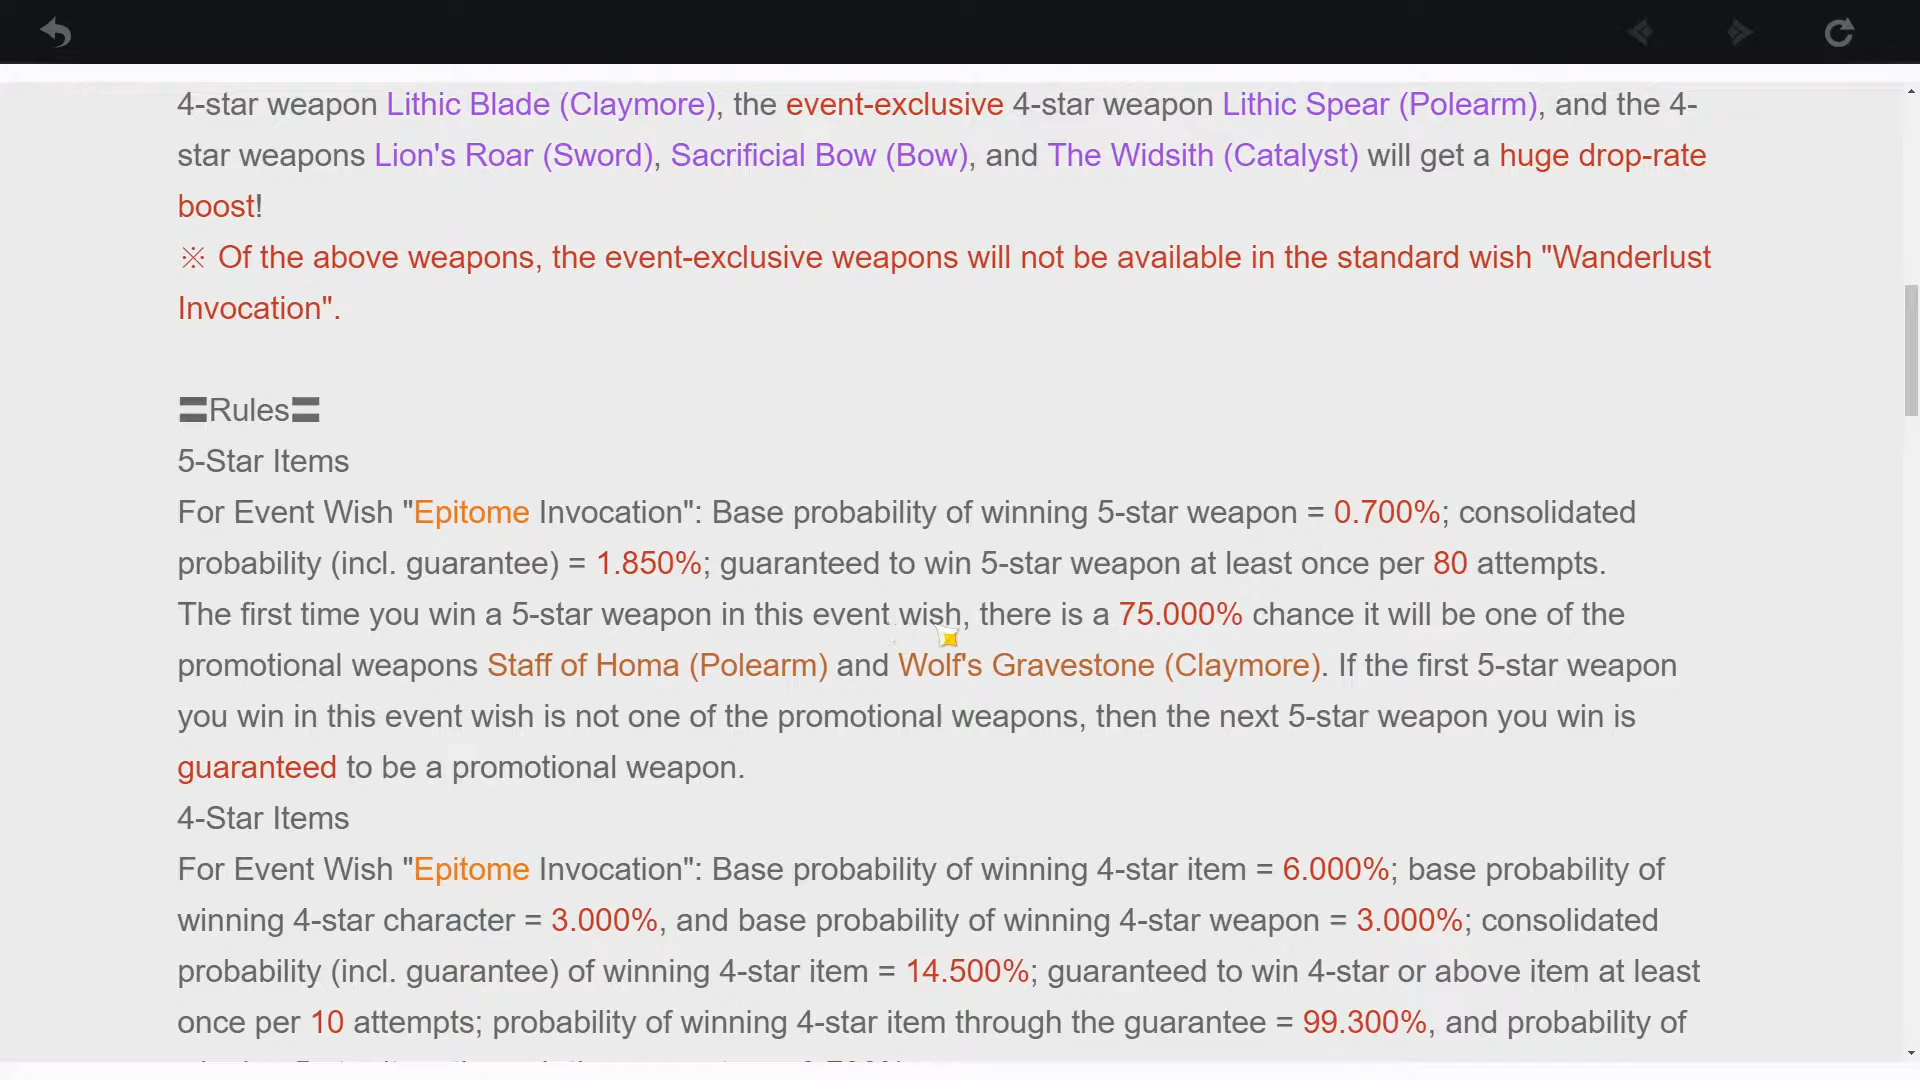 4-star weapon Lithic Blade (Claymore), the event-exclusive 4-star weapon Lithic Spear (Polearm), and the 4-
star weapons Lion's Roar (Sword), Sacrificial Bow (Bow), and The Widsith (Catalyst) will get a huge drop-rate
boost!
※ Of the above weapons, the event-exclusive weapons will not be available in the standard wish "Wanderlust
Invocation".
〓Rules〓
5-Star Items
For Event Wish "Epitome Invocation": Base probability of winning 5-star weapon = 0.700%; consolidated
probability (incl. guarantee) = 1.850%; guaranteed to win 5-star weapon at least once per 80 attempts.
The first time you win a 5-star weapon in this event wish, there is a 75.000% chance it will be one of the
promotional weapons Staff of Homa (Polearm) and Wolf's Gravestone (Claymore). If the first 5-star weapon
you win in this event wish is not one of the promotional weapons, then the next 5-star weapon you win is
guaranteed to be a promotional weapon.
4-Star Items
For Event Wish "Epitome Invocation": Base probability of winning 4-star item = 6.000%; base probability of
winning 4-star character = 3.000%, and base probability of winning 4-star weapon = 3.000%; consolidated
probability (incl. guarantee) of winning 4-star item = 14.500%; guaranteed to win 4-star or above item at least
once per 10 attempts; probability of winning 4-star item through the guarantee = 99.300%, and probability of